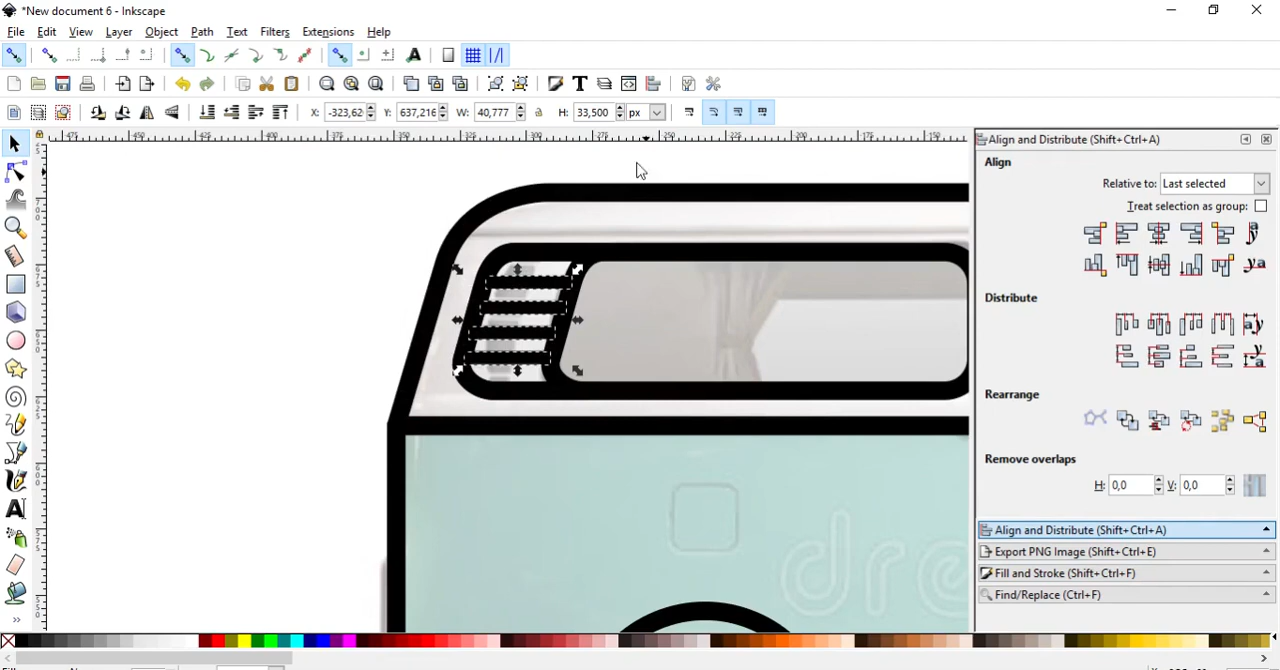 *New document 6 - Inkscape
File Edit View Layer Object Path Text Filters Extensions Help
X: -323,62 Y: 637,216 W: 40,777 H: 33,500 px
Align and Distribute (Shift+Ctrl+A)
Align
Relative to: Last selected
Treat selection as group:
Distribute
Rearrange
Remove overlaps
H: 0,0 V: 0,0
Align and Distribute (Shift+Ctrl+A)
Export PNG Image (Shift+Ctrl+E)
Fill and Stroke (Shift+Ctrl+F)
Find/Replace (Ctrl+F)
dre